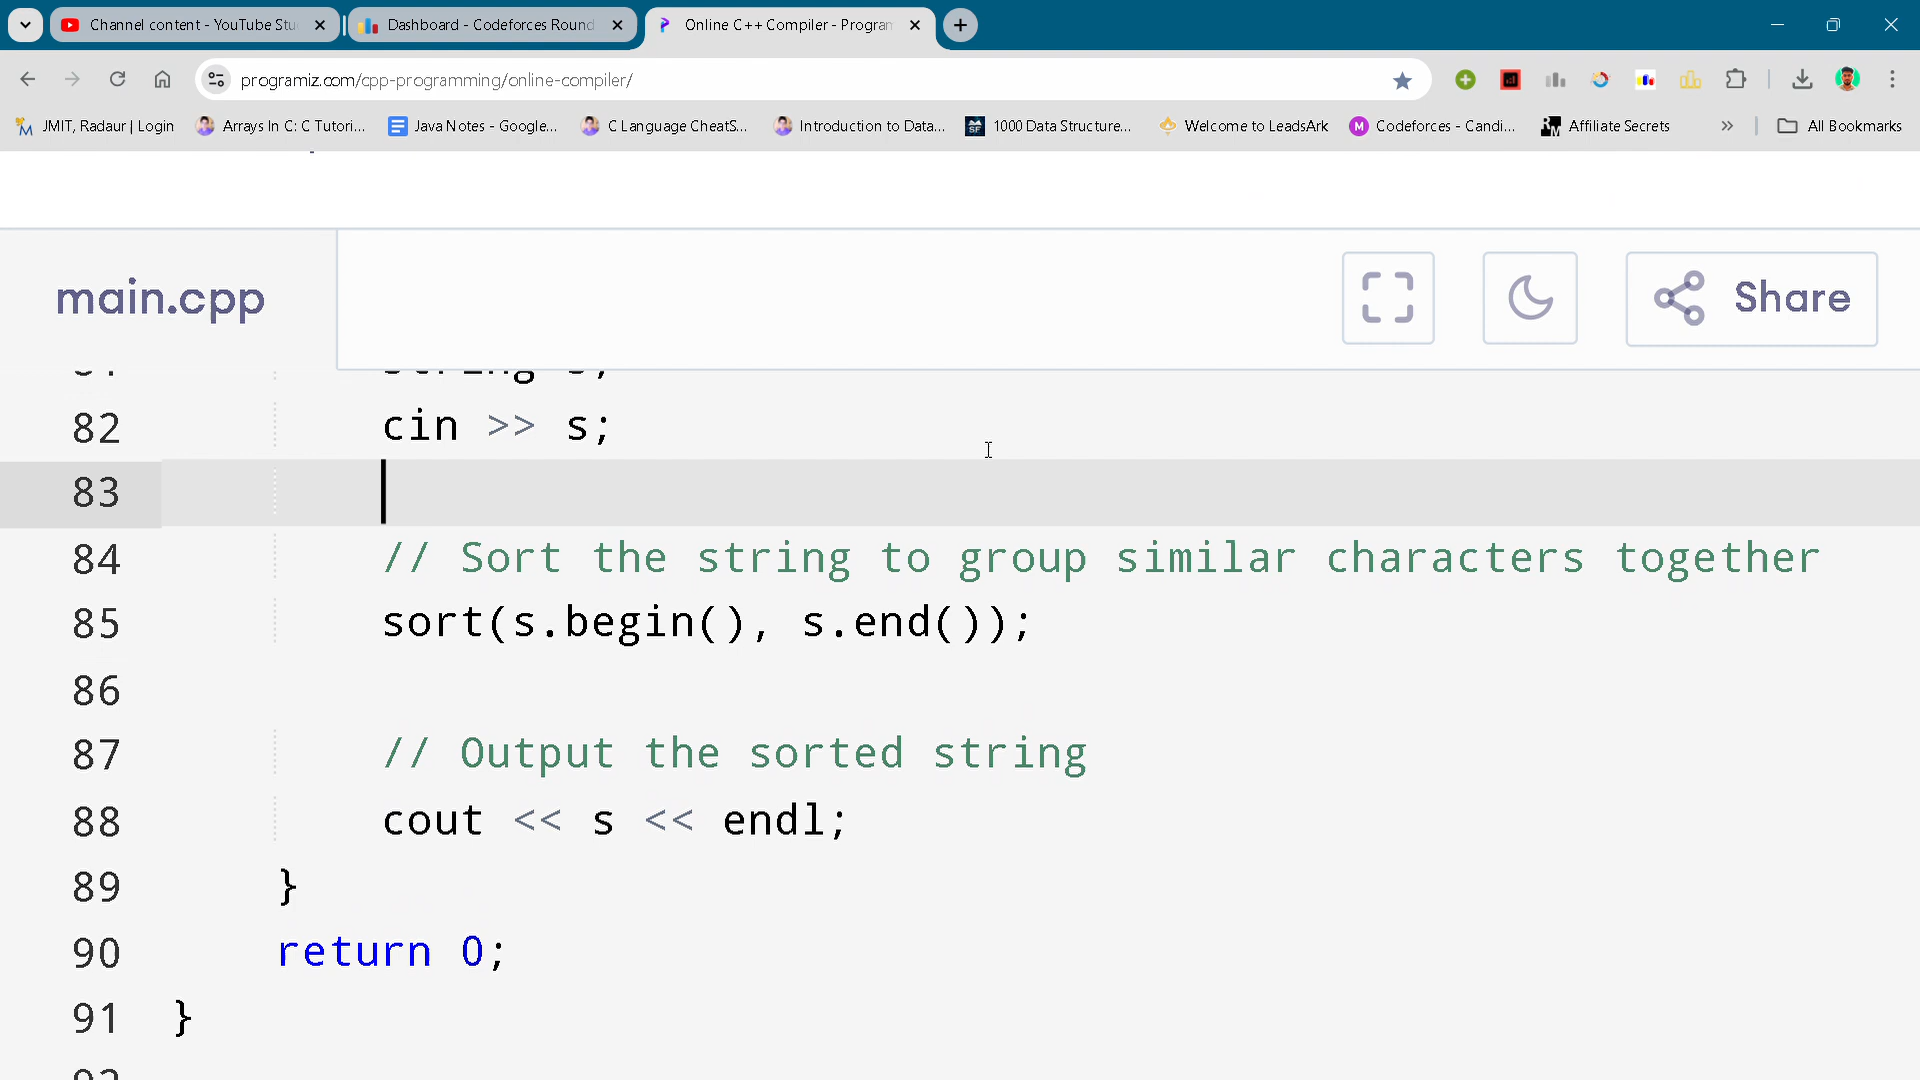 Channel content - YouTube Stu
Dashboard - Codeforces Round
Online C++ Compiler - Program
programiz.com/cpp-programming/online-compiler/
JMIT, Radaur | Login
Arrays In C: C Tutori...
Java Notes - Google...
C Language CheatS...
Introduction to Data...
1000 Data Structure...
Welcome to LeadsArk
Codeforces - Candi...
Affiliate Secrets
»
All Bookmarks
main.cpp
Share
82 cin >> s;
83
84 // Sort the string to group similar characters together
85 sort(s.begin(), s.end());
86
87 // Output the sorted string
88 cout << s << endl;
89 }
90 return 0;
91 }